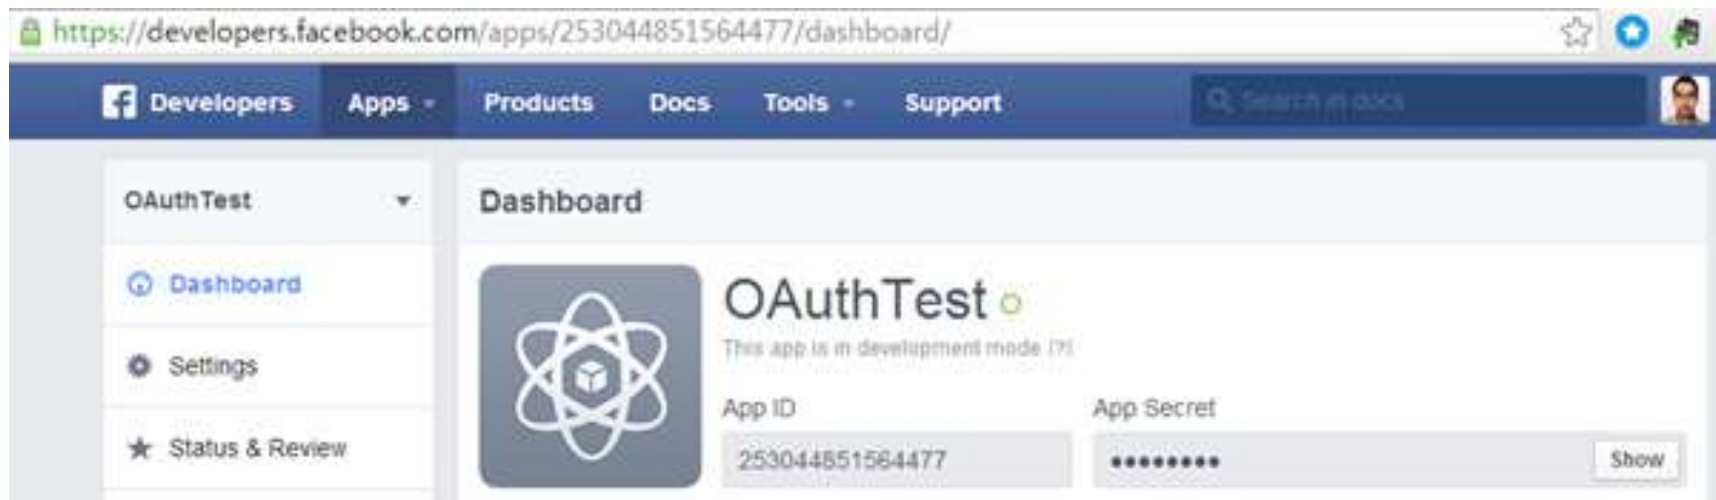 https://developers.facebook.com/apps/253044851564477/dashboard/
Developers Apps Products Docs Tools Support Search in docs
OAuthTest
Dashboard
Dashboard
Settings
Status & Review
OAuthTest
This app is in development mode [?]
App ID App Secret
253044851564477 •••••••• Show